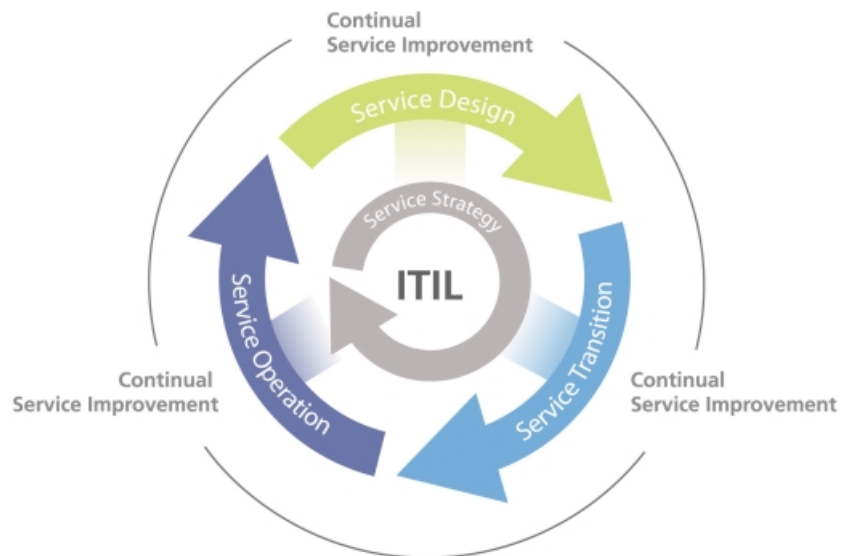 Continual
Service Improvement
Service Design
Service Strategy
ITIL
Service Operation
Service Transition
Continual
Service Improvement
Continual
Service Improvement